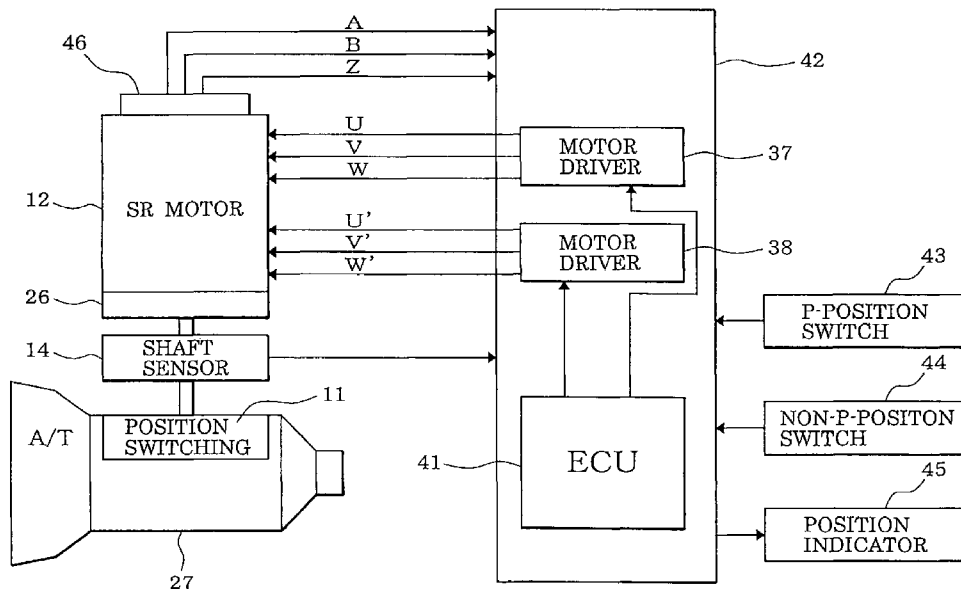 A
B
Z
46
42
U
V
W
MOTOR
DRIVER
37
12
SR MOTOR
U'
V'
W'
MOTOR
DRIVER
38
26
43
P-POSITION
SWITCH
14
SHAFT
SENSOR
44
NON-P-POSITON
SWITCH
A/T
POSITION
SWITCHING
11
41
ECU
45
POSITION
INDICATOR
27